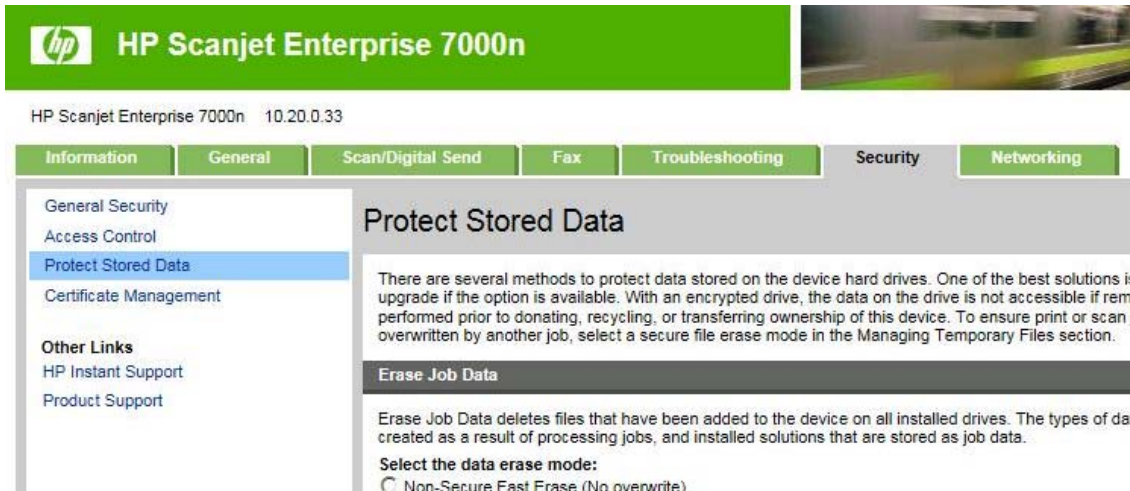 hp HP Scanjet Enterprise 7000n
HP Scanjet Enterprise 7000n 10.20.0.33
Information General Scan/Digital Send Fax Troubleshooting Security Networking
General Security
Access Control
Protect Stored Data
Certificate Management
Other Links
HP Instant Support
Product Support
Protect Stored Data
There are several methods to protect data stored on the device hard drives. One of the best solutions
upgrade if the option is available. With an encrypted drive, the data on the drive is not accessible if
performed prior to donating, recycling, or transferring ownership of this device. To ensure print or scan
overwritten by another job, select a secure file erase mode in the Managing Temporary Files section.
Erase Job Data
Erase Job Data deletes files that have been added to the device on all installed drives. The types of
created as a result of processing jobs, and installed solutions that are stored as job data.
Select the data erase mode:
Non-Secure Fast Erase (No overwrite)